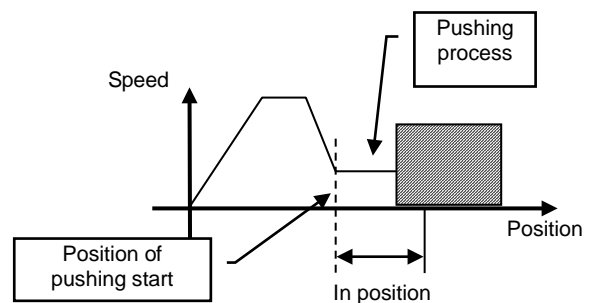 Pushing
process
Speed
Position
Position of
pushing start
In position